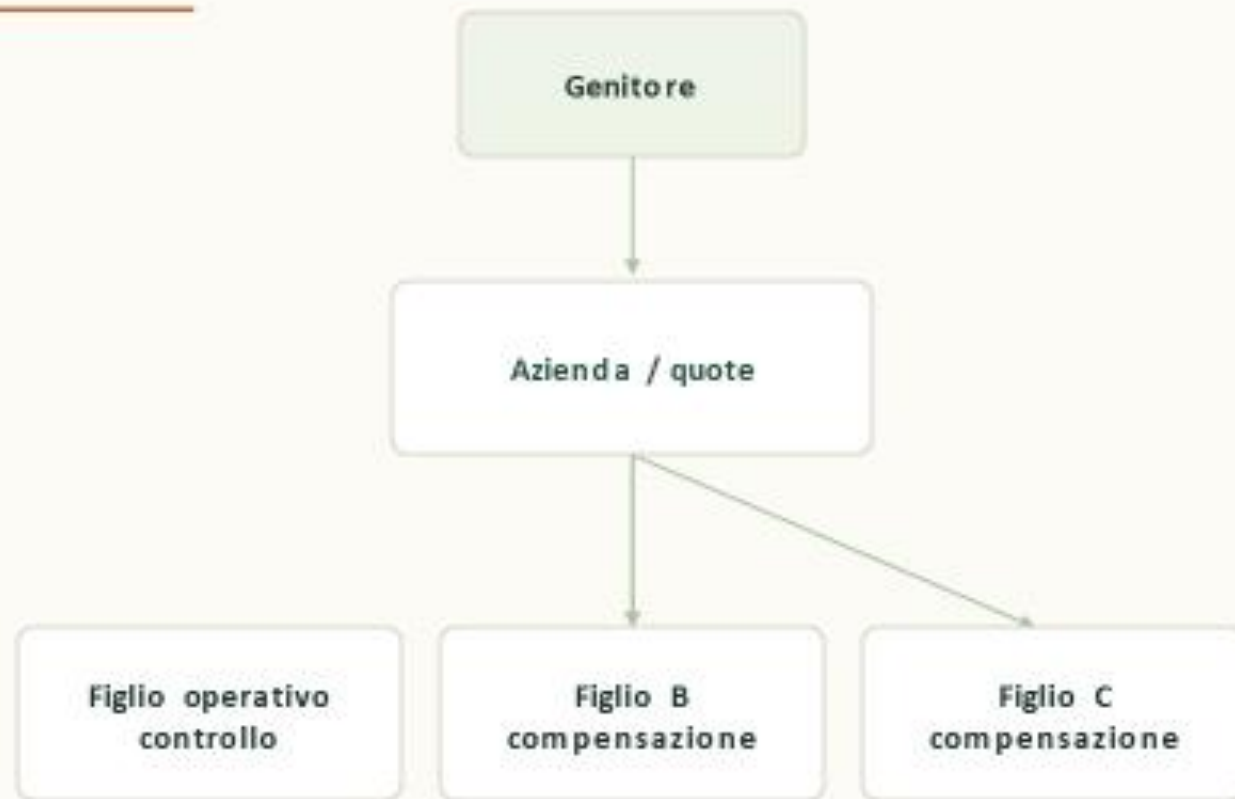 Genitore
Azienda / quote
Figlio operativo
controllo
Figlio B
compensazione
Figlio C
compensazione